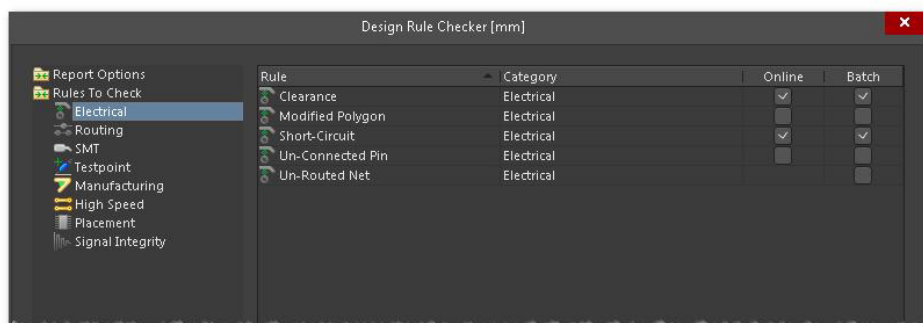 Design Rule Checker [mm]
Report Options
Rules To Check
Electrical
Routing
SMT
Testpoint
Manufacturing
High Speed
Placement
Signal Integrity
Rule Category Online Batch
Clearance Electrical
Modified Polygon Electrical
Short-Circuit Electrical
Un-Connected Pin Electrical
Un-Routed Net Electrical